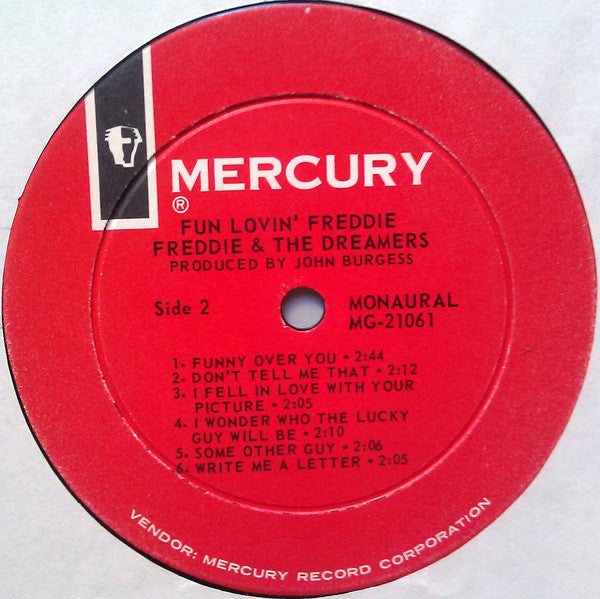 MERCURY
®
FUN LOVIN' FREDDIE
FREDDIE & THE DREAMERS
PRODUCED BY JOHN BURGESS
Side 2
MONAURAL
MG-21061
1. FUNNY OVER YOU • 2:44
2. DON'T TELL ME THAT • 2:12
3. I FELL IN LOVE WITH YOUR
PICTURE • 2:05
4. I WONDER WHO THE LUCKY
GUY WILL BE • 2:10
5. SOME OTHER GUY • 2:06
6. WRITE ME A LETTER • 2:05
VENDOR: MERCURY RECORD CORPORATION